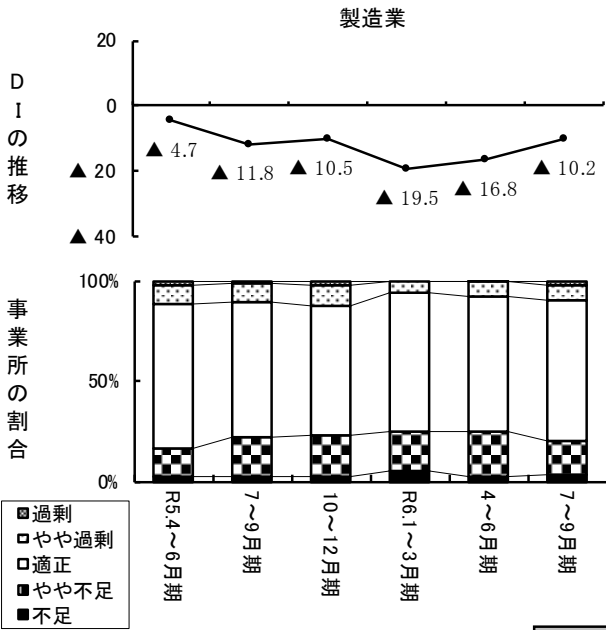 製造業
DIの推移
20
0
▲ 20
▲ 40
▲ 4.7
▲ 11.8
▲ 10.5
▲ 19.5
▲ 16.8
▲ 10.2
事業所の割合
100%
50%
0%
R5.4～6月期
7～9月期
10～12月期
R6.1～3月期
4～6月期
7～9月期
過剰
やや過剰
適正
やや不足
不足